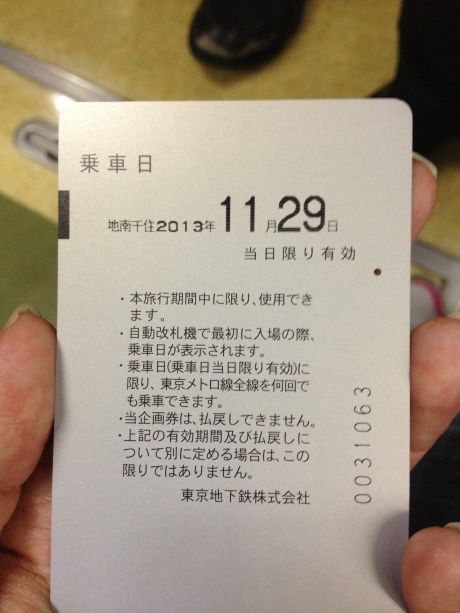 乗車日
地南千住2013年11月29日
当日限り有効
・本旅行期間中に限り、使用でき
ます。
・自動改札機で最初に入場の際、
乗車日が表示されます。
・乗車日(乗車日当日限り有効)に
限り、東京メトロ線全線を何回で
も乗車できます。
・当企画券は、払戻しできません。
・上記の有効期間及び払戻しに
ついて別に定める場合は、この
限りではありません。
東京地下鉄株式会社
0031063